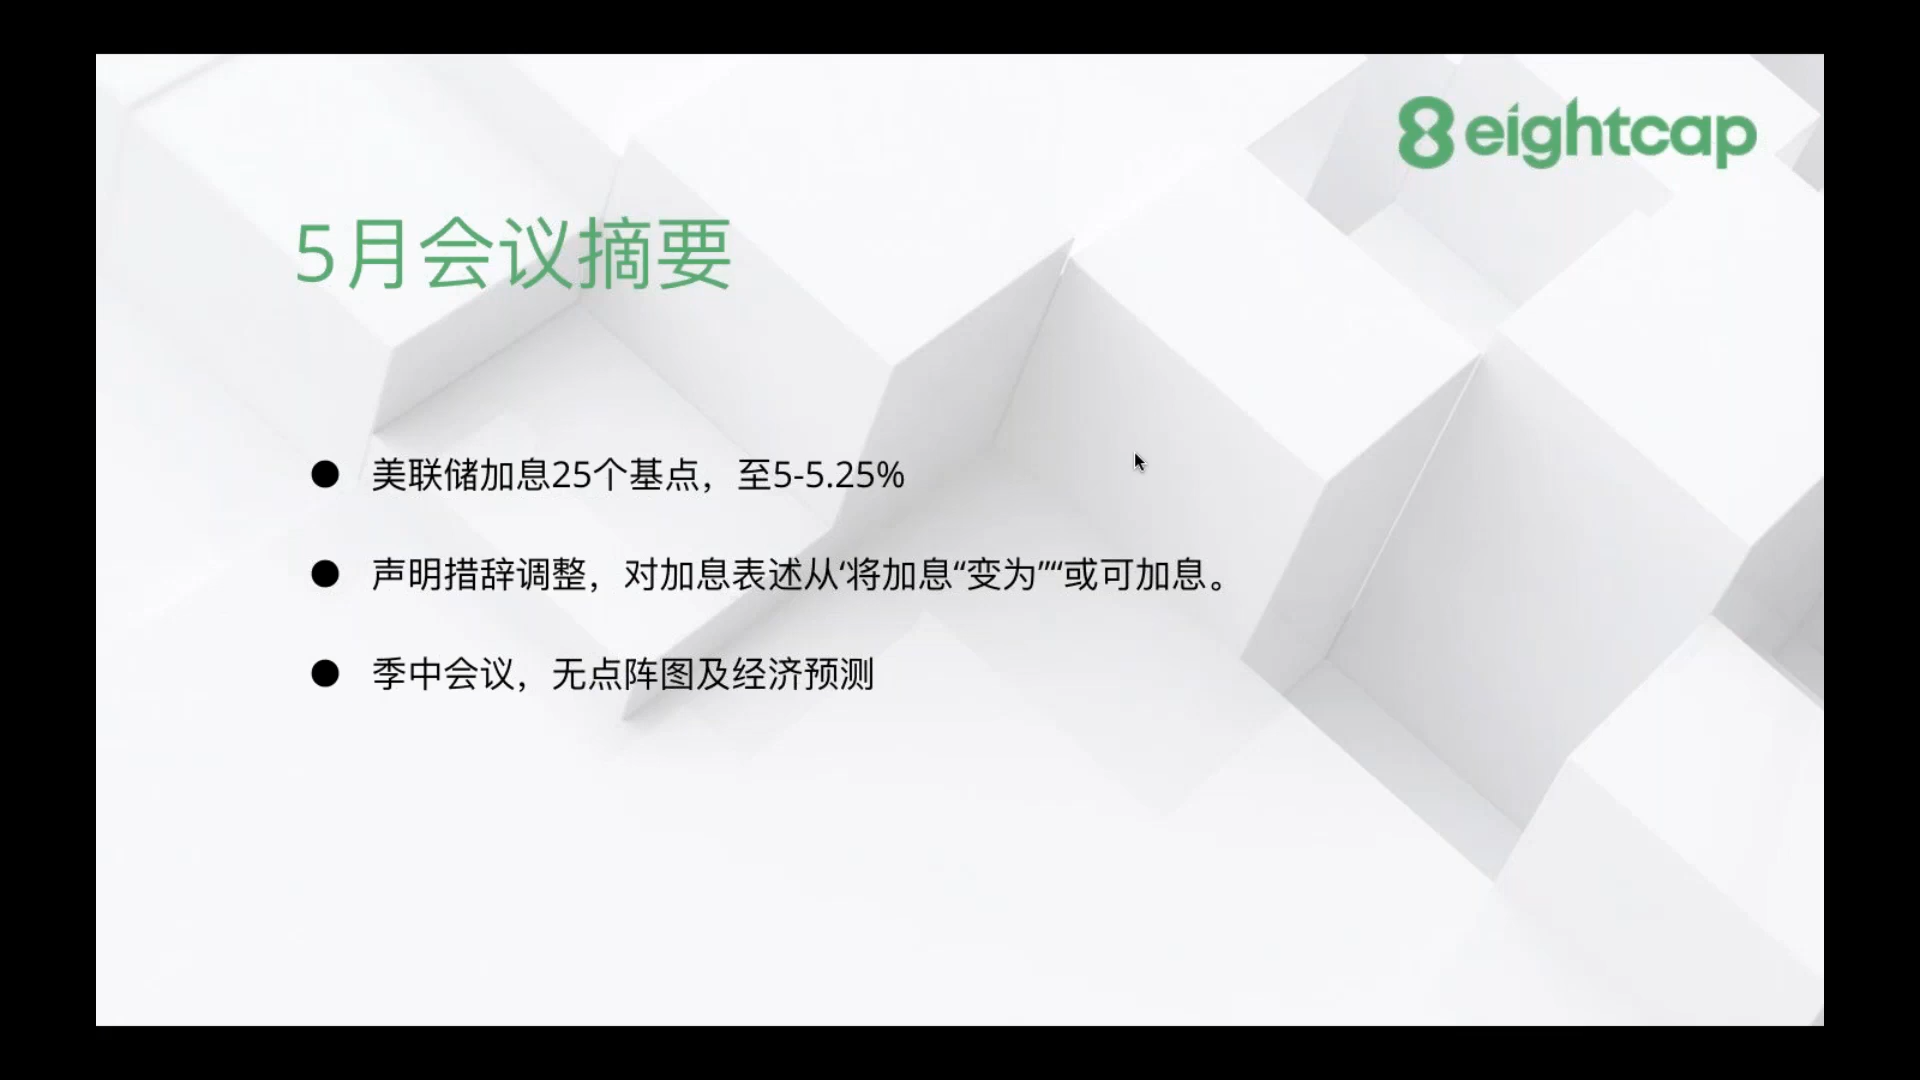 8 eightcap
5月会议摘要
● 美联储加息25个基点，至5-5.25%
● 声明措辞调整，对加息表述从‘将加息“变为”“或可加息。
● 季中会议，无点阵图及经济预测